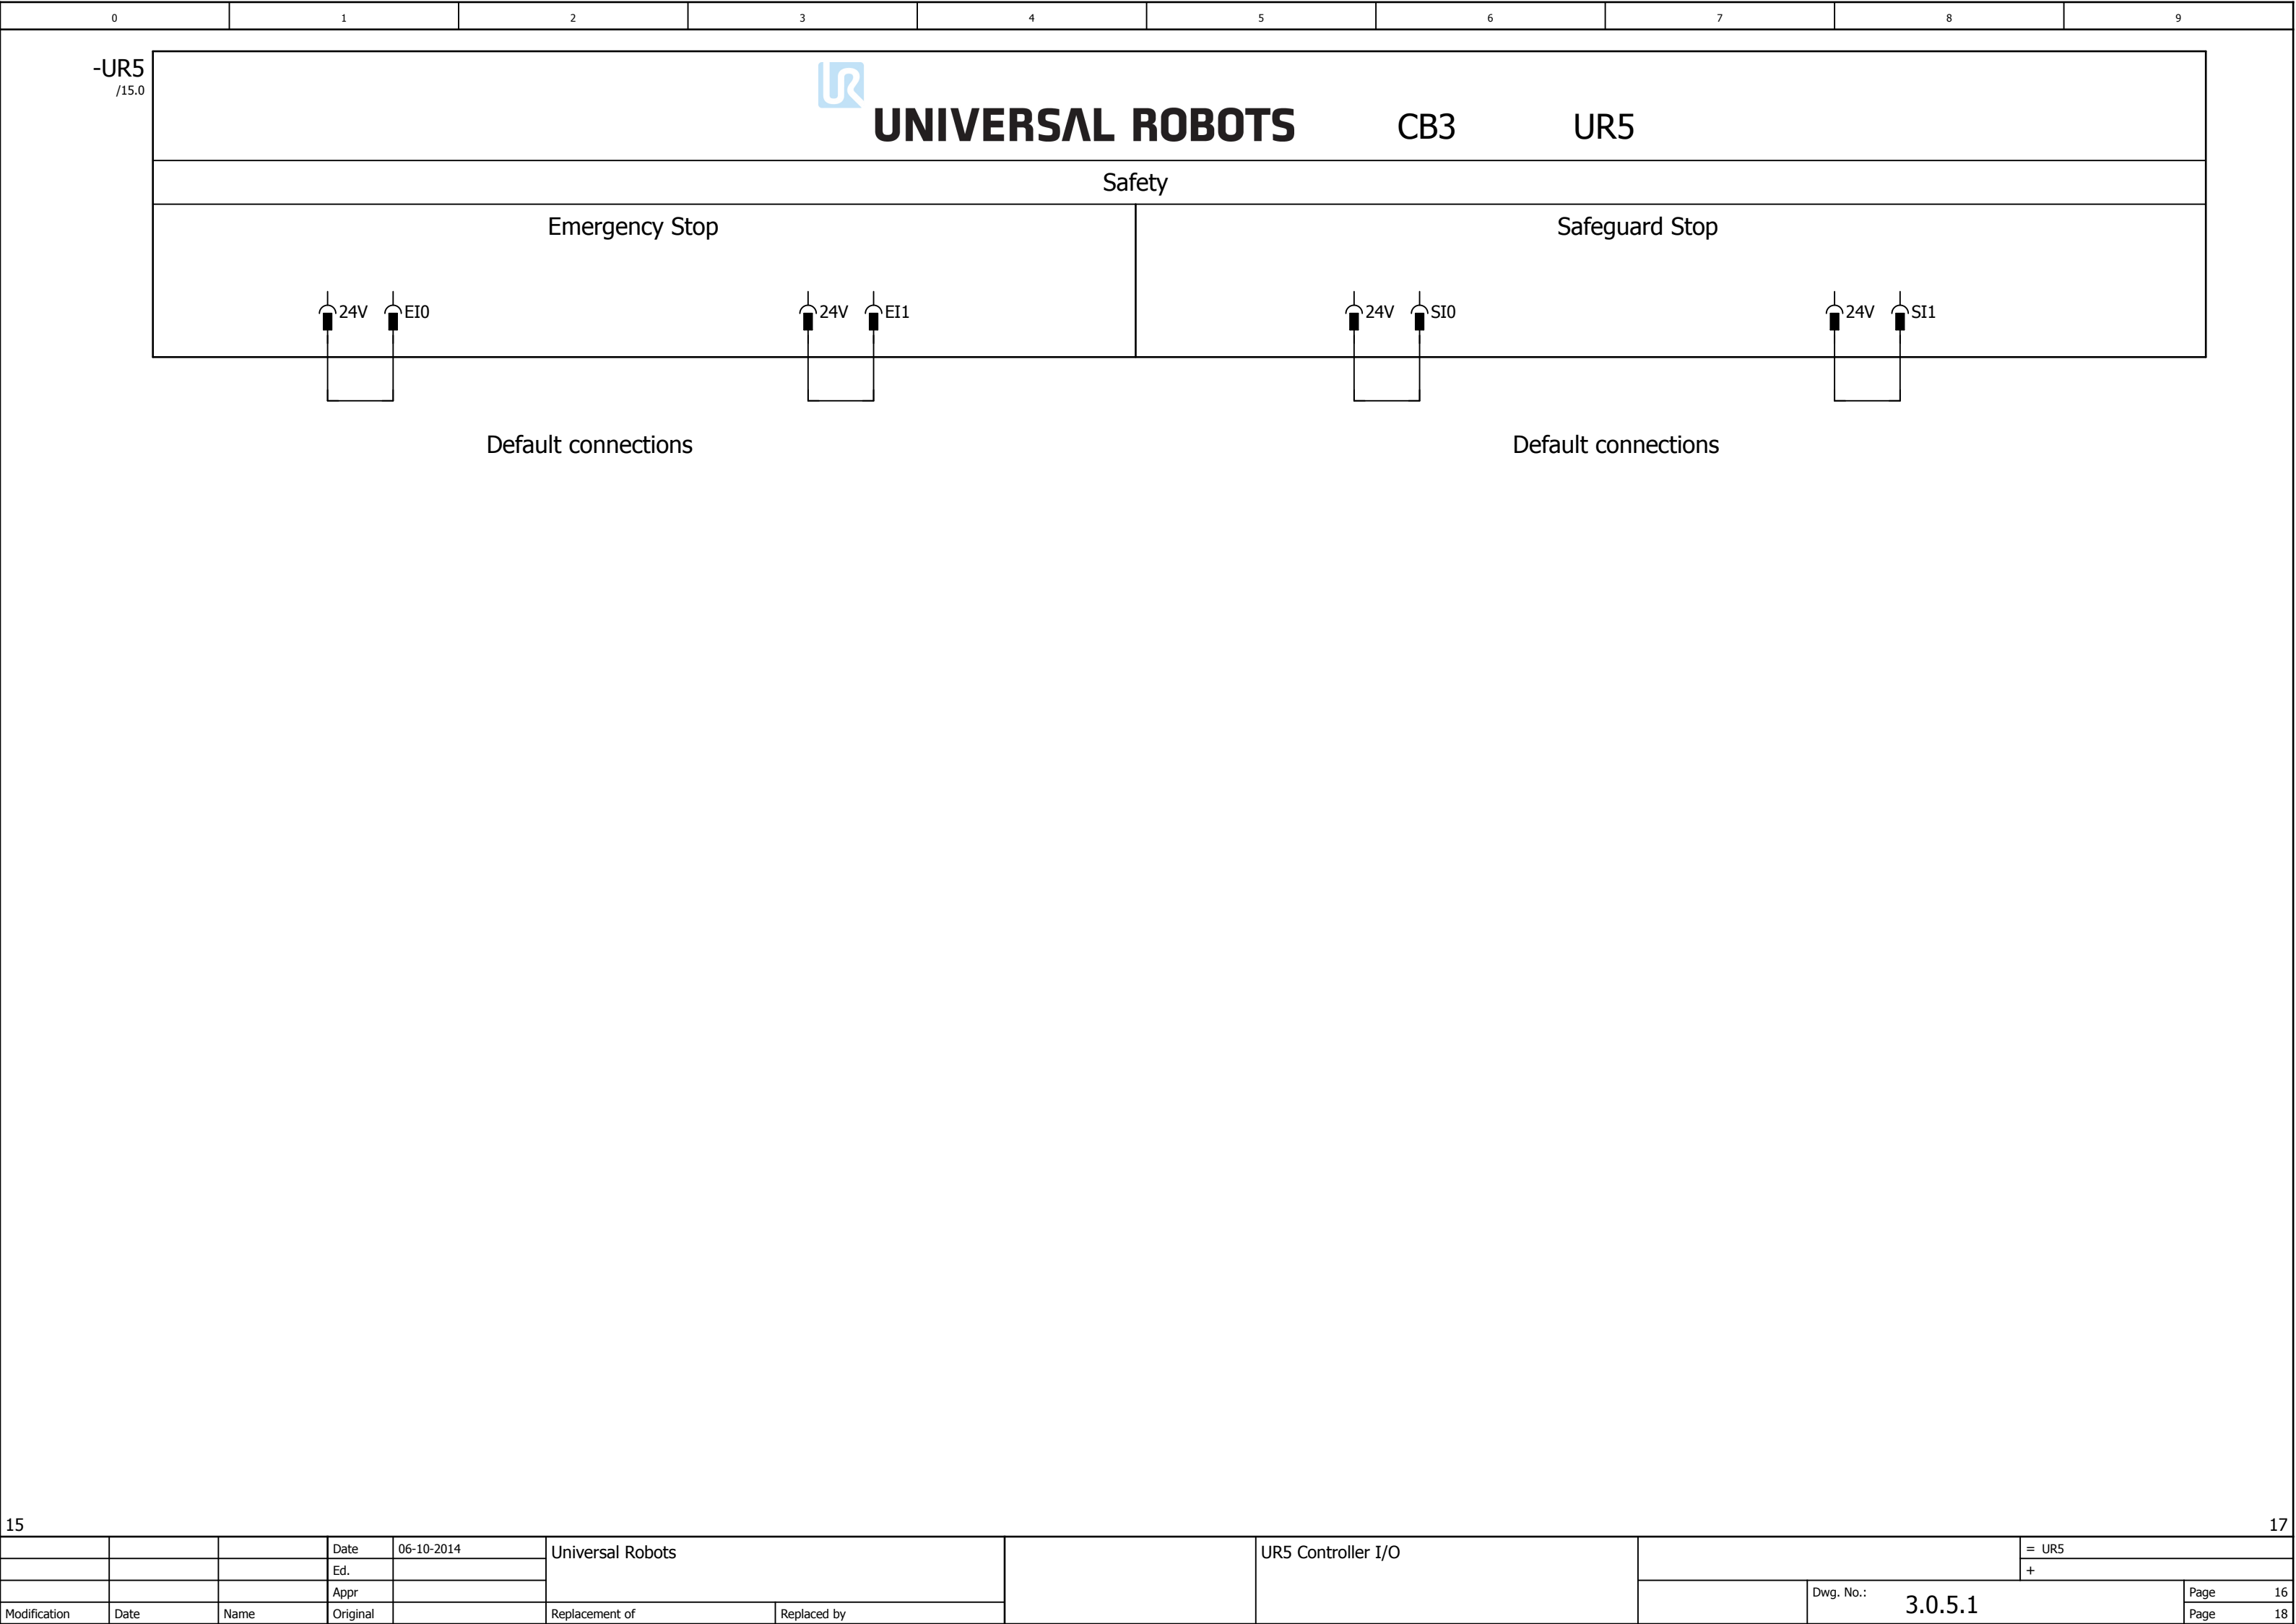 0 1 2 3 4 5 6 7 8 9
-UR5
/15.0
UR
UNIVERSAL ROBOTS CB3 UR5
Safety
Emergency Stop Safeguard Stop
24V EI0 24V EI1 24V SI0 24V SI1
Default connections Default connections
15 17
Date 06-10-2014 Universal Robots UR5 Controller I/O = UR5
Ed. +
Appr Dwg. No.: 3.0.5.1 Page 16
Modification Date Name Original Replacement of Replaced by Page 18